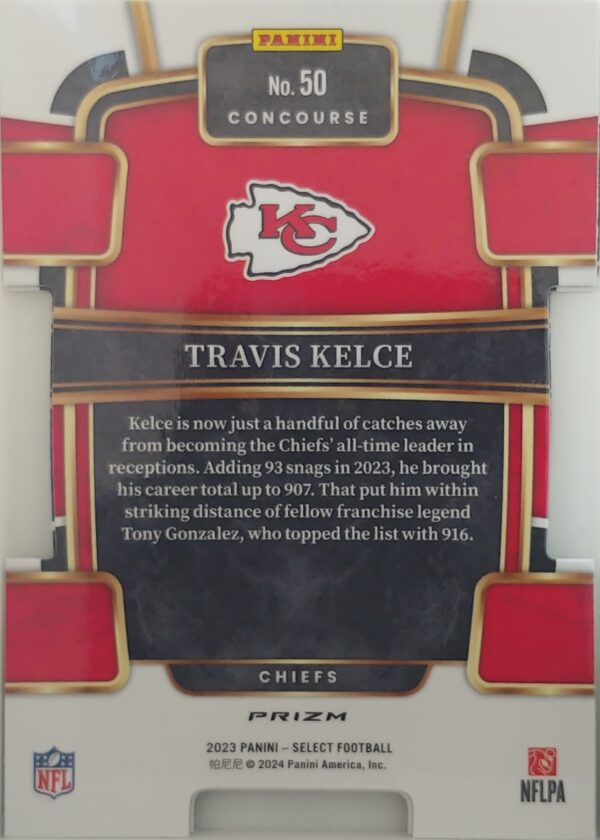 PANINI
No. 50
CONCOURSE
KC
TRAVIS KELCE
Kelce is now just a handful of catches away
from becoming the Chiefs' all-time leader in
receptions. Adding 93 snags in 2023, he brought
his career total up to 907. That put him within
striking distance of fellow franchise legend
Tony Gonzalez, who topped the list with 916.
CHIEFS
PRIZM
2023 PANINI – SELECT FOOTBALL
帕尼尼 © 2024 Panini America, Inc.
NFL
NFLPA